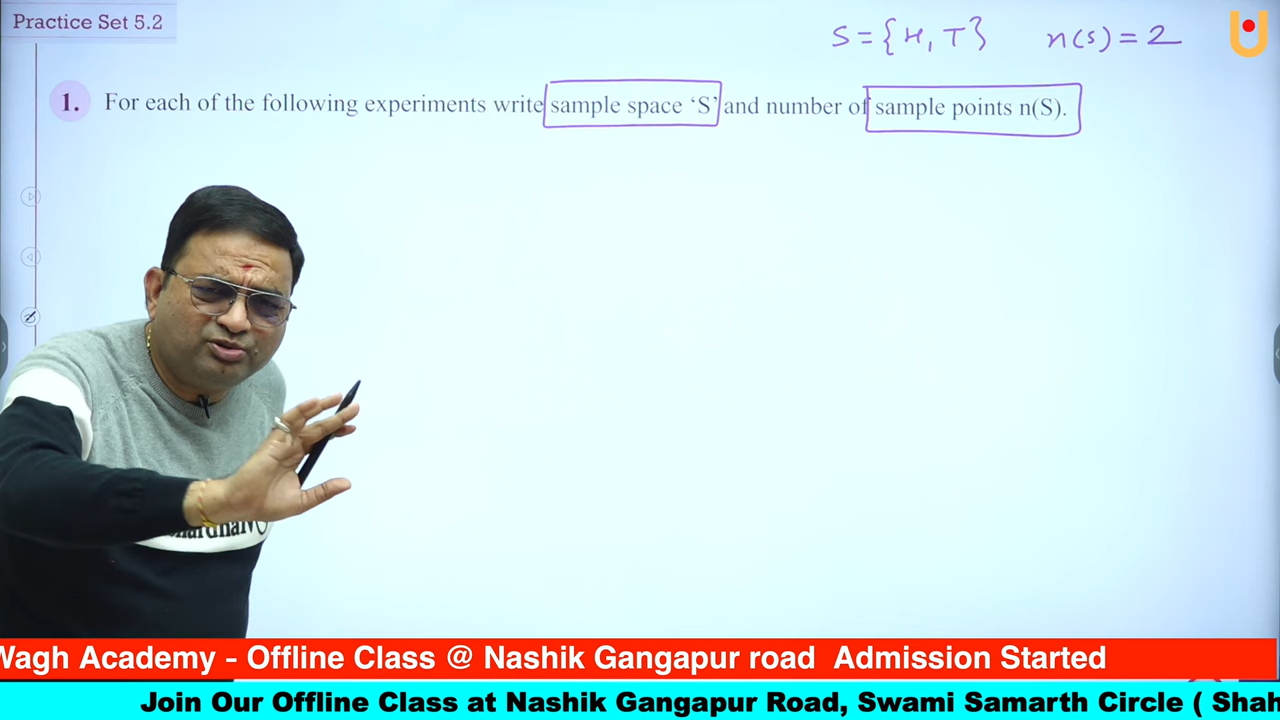 Practice Set 5.2
S = {H, T} n(s) = 2
1. For each of the following experiments write sample space ‘S’ and number of sample points n(S).
Wagh Academy - Offline Class @ Nashik Gangapur road Admission Started
Join Our Offline Class at Nashik Gangapur Road, Swami Samarth Circle ( Shah